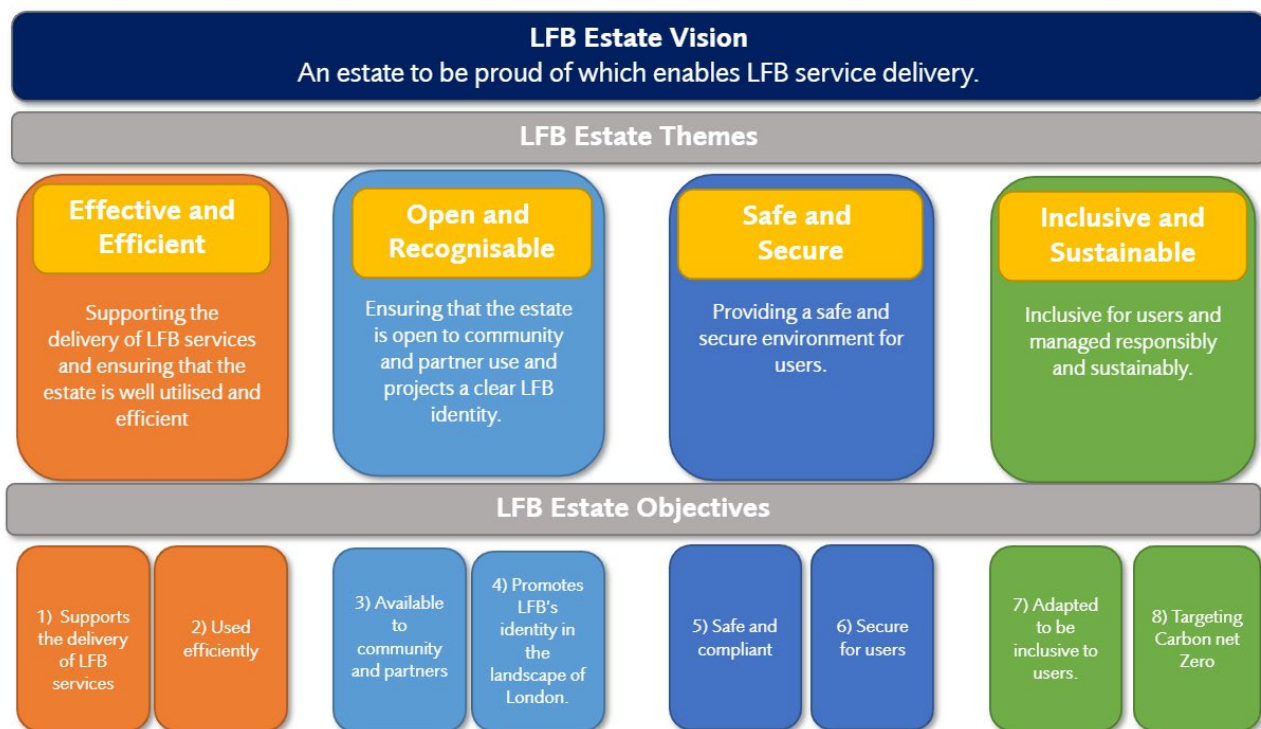 LFB Estate Vision
An estate to be proud of which enables LFB service delivery.
LFB Estate Themes
Effective and
Efficient
Supporting the
delivery of LFB services
and ensuring that the
estate is well utilised and
efficient
Open and
Recognisable
Ensuring that the estate
is open to community
and partner use and
projects a clear LFB
identity.
Safe and
Secure
Providing a safe and
secure environment for
users.
Inclusive and
Sustainable
Inclusive for users and
managed responsibly
and sustainably.
LFB Estate Objectives
1) Supports
the delivery
of LFB
services
2) Used
efficiently
3) Available
to
community
and partners
4) Promotes
LFB's
identity in
the
landscape of
London.
5) Safe and
compliant
6) Secure
for users
7) Adapted
to be
inclusive to
users.
8) Targeting
Carbon net
Zero